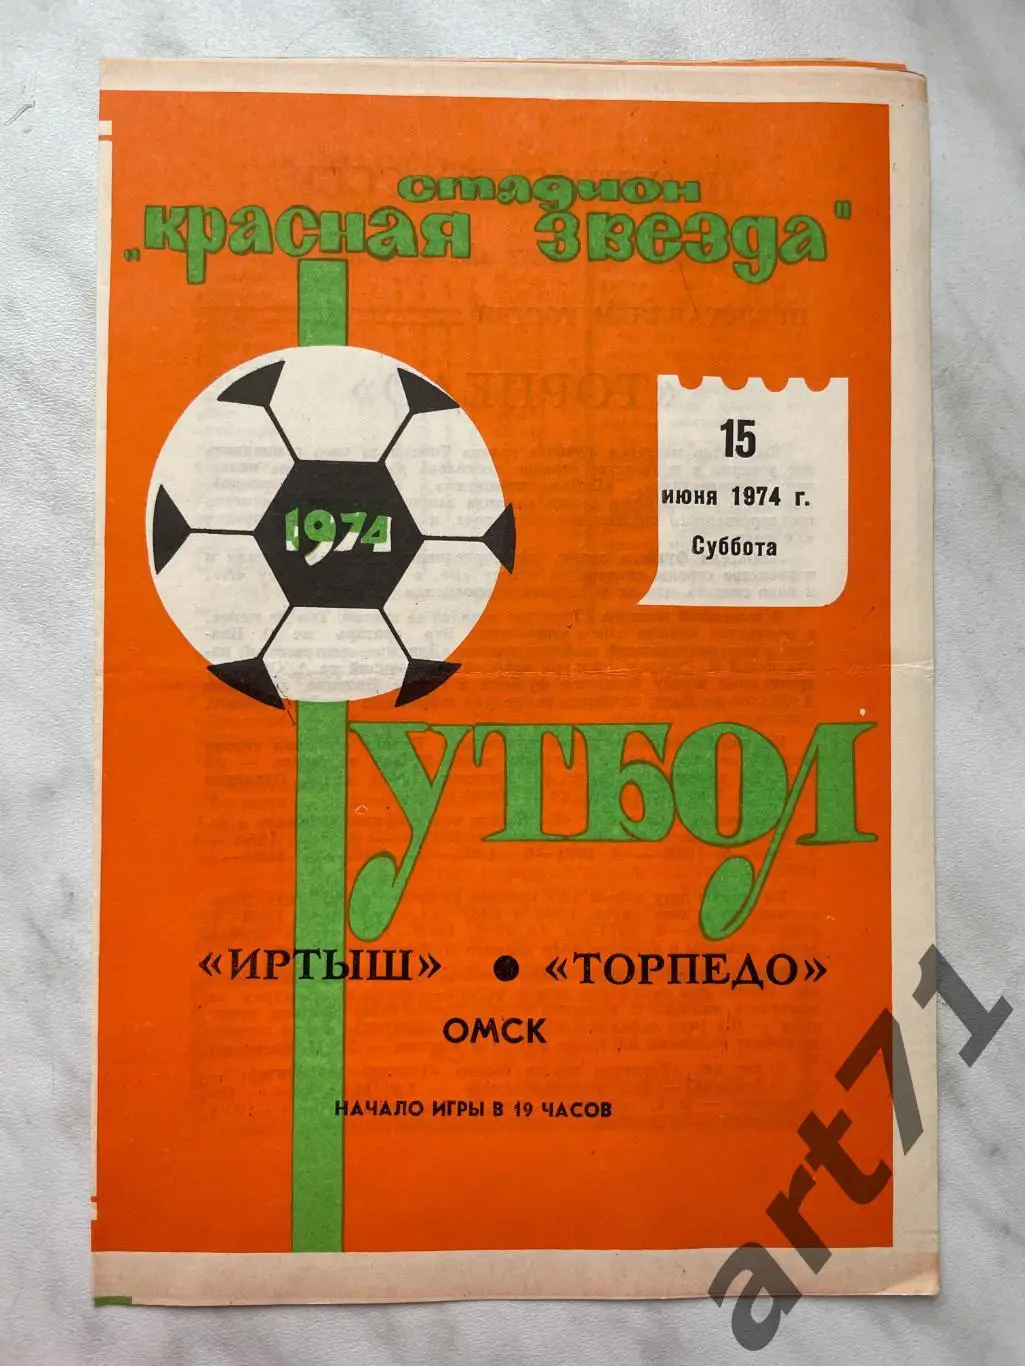 стадион
„Красная звезда"
1974
15
июня 1974 г.
Суббота
ФУТБОЛ
«ИРТЫШ» ● «ТОРПЕДО»
ОМСК
НАЧАЛО ИГРЫ В 19 ЧАСОВ
art71